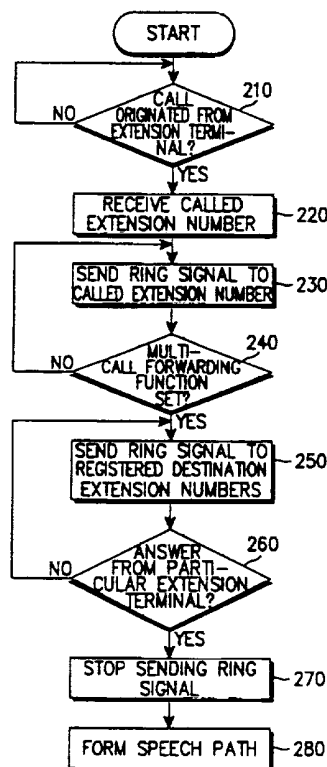 START
CALL
ORIGINATED FROM
EXTENSION TERMI-
NAL?
210
NO
YES
RECEIVE CALLED
EXTENSION NUMBER
220
SEND RING SIGNAL TO
CALLED EXTENSION NUMBER
230
MULTI-
CALL FORWARDING
FUNCTION
SET?
240
NO
YES
SEND RING SIGNAL TO
REGISTERED DESTINATION
EXTENSION NUMBERS
250
ANSWER
FROM PARTI-
CULAR EXTENSION
TERMINAL?
260
NO
YES
STOP SENDING RING
SIGNAL
270
FORM SPEECH PATH
280